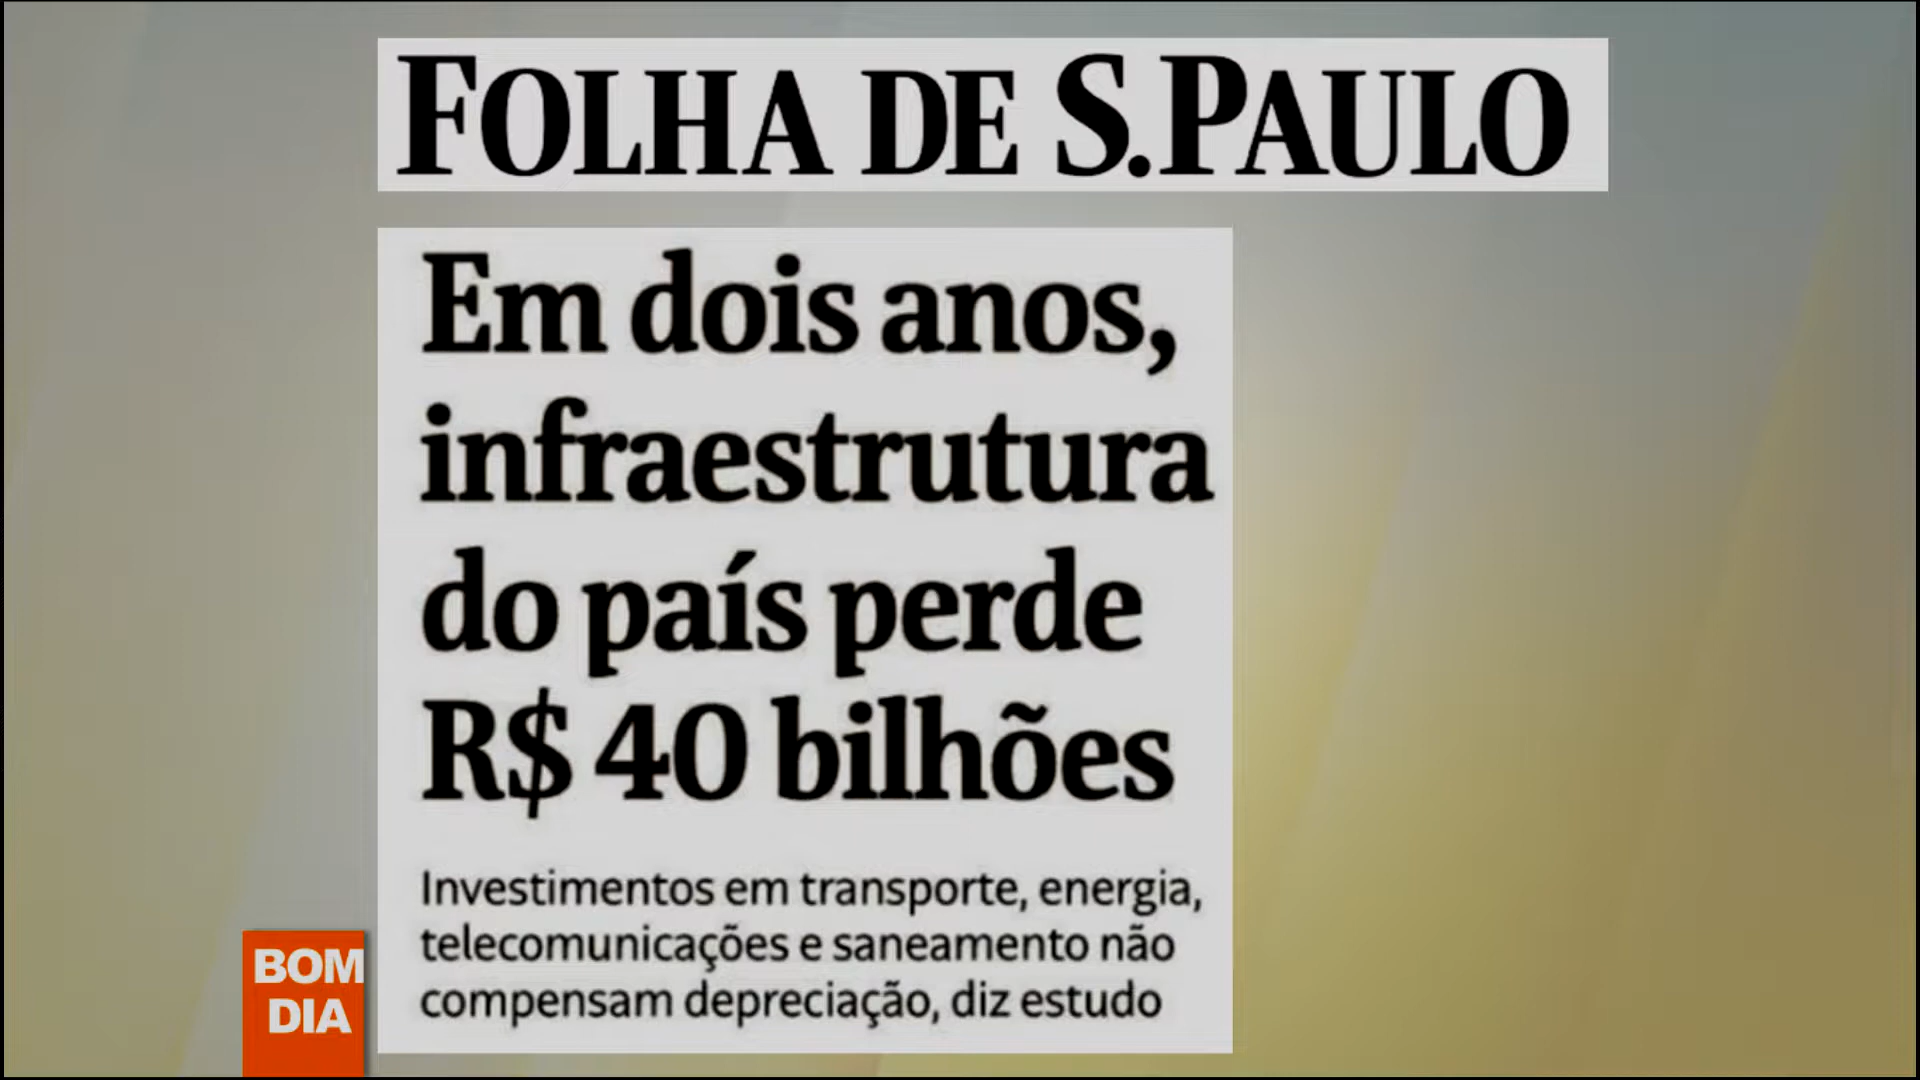 FOLHA DE S.PAULO
Em dois anos,
infraestrutura
do país perde
R$ 40 bilhões
Investimentos em transporte, energia,
telecomunicações e saneamento não
compensam depreciação, diz estudo
BOM
DIA